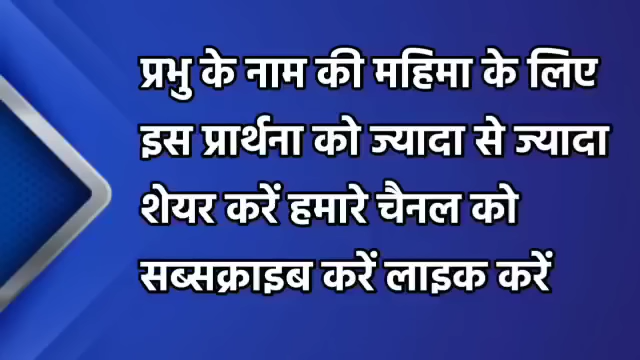 प्रभु के नाम की महिमा के लिए
इस प्रार्थना को ज्यादा से ज्यादा
शेयर करें हमारे चैनल को
सब्सक्राइब करें लाइक करें